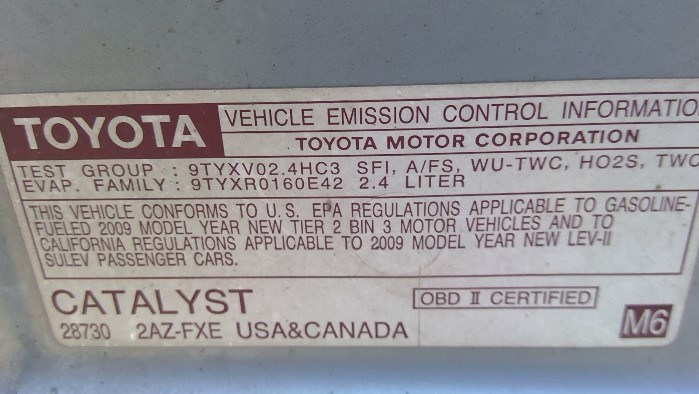 TOYOTA
VEHICLE EMISSION CONTROL INFORMATIO
TOYOTA MOTOR CORPORATION
TEST GROUP : 9TYXV02.4HC3 SFI, A/FS, WU-TWC, HO2S, TWC
EVAP. FAMILY : 9TYXR0160E42 2.4 LITER
THIS VEHICLE CONFORMS TO U.S. EPA REGULATIONS APPLICABLE TO GASOLINE-
FUELED 2009 MODEL YEAR NEW TIER 2 BIN 3 MOTOR VEHICLES AND TO
CALIFORNIA REGULATIONS APPLICABLE TO 2009 MODEL YEAR NEW LEV-II
SULEV PASSENGER CARS.
CATALYST
OBD II CERTIFIED
28730 2AZ-FXE USA&CANADA
M6